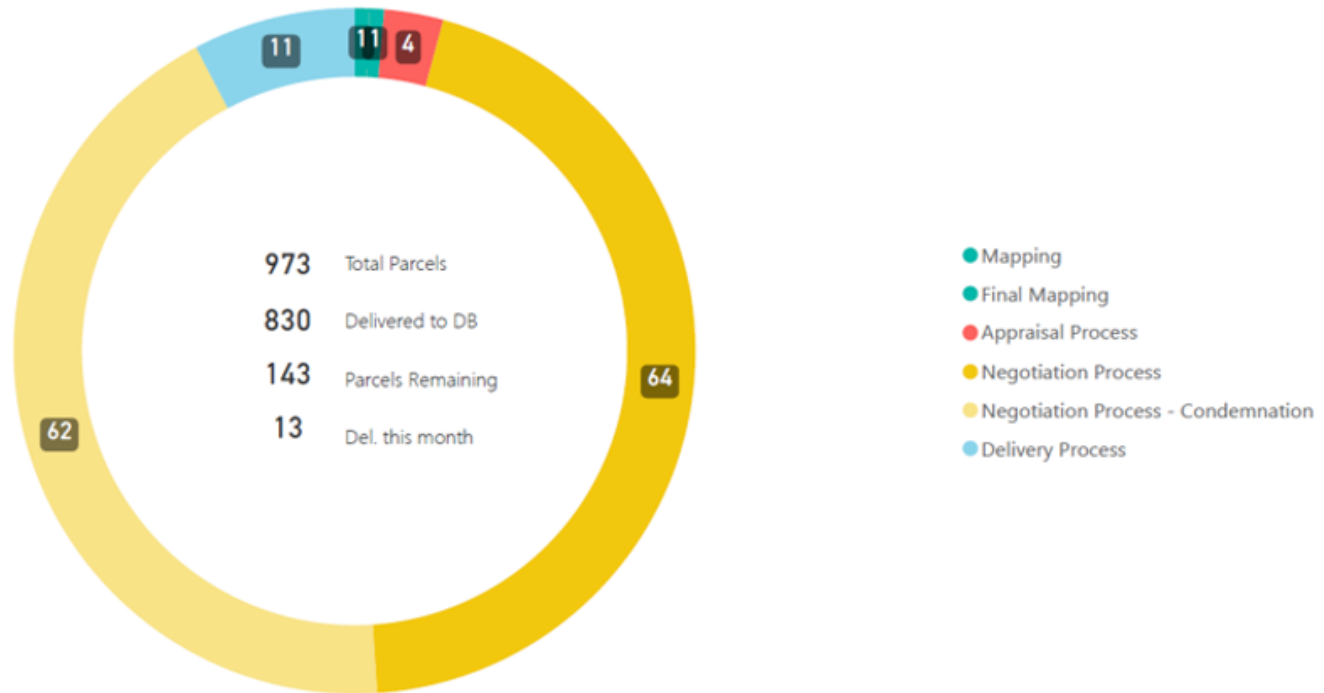 11
1 1
4
64
62
973 Total Parcels
830 Delivered to DB
143 Parcels Remaining
13 Del. this month
Mapping
Final Mapping
Appraisal Process
Negotiation Process
Negotiation Process - Condemnation
Delivery Process